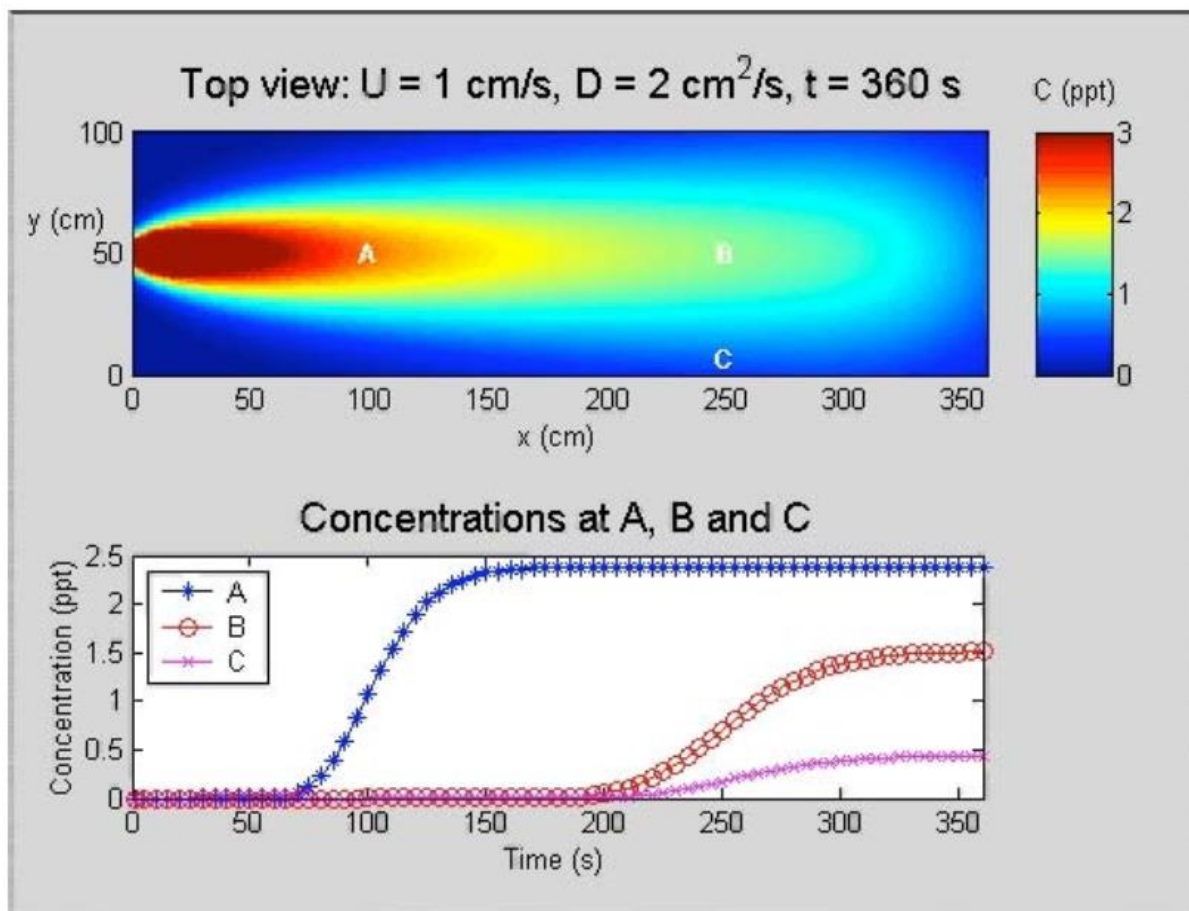 Top view: U = 1 cm/s, D = 2 cm²/s, t = 360 s
C (ppt)
100
50
0
y (cm)
A
B
C
0 50 100 150 200 250 300 350
x (cm)
3
2
1
0
Concentrations at A, B and C
2.5
2
1.5
1
0.5
0
Concentration (ppt)
A
B
C
0 50 100 150 200 250 300 350
Time (s)